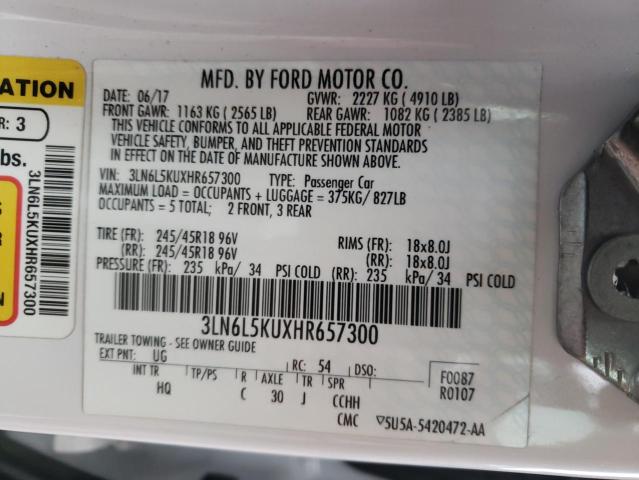 ATION
R: 3
bs.
S
R
N
3LN6L5KUXHR657300
MFD. BY FORD MOTOR CO.
DATE: 06/17 GVWR: 2227 KG ( 4910 LB)
FRONT GAWR: 1163 KG ( 2565 LB) REAR GAWR: 1082 KG ( 2385 LB)
THIS VEHICLE CONFORMS TO ALL APPLICABLE FEDERAL MOTOR
VEHICLE SAFETY, BUMPER, AND THEFT PREVENTION STANDARDS
IN EFFECT ON THE DATE OF MANUFACTURE SHOWN ABOVE.
VIN: 3LN6L5KUXHR657300 TYPE: Passenger Car
MAXIMUM LOAD = OCCUPANTS + LUGGAGE = 375KG/ 827LB
OCCUPANTS = 5 TOTAL; 2 FRONT, 3 REAR
TIRE (FR): 245/45R18 96V RIMS (FR): 18x8.0J
(RR): 245/45R18 96V (RR): 18x8.0J
PRESSURE (FR): 235 kPa/ 34 PSI COLD (RR): 235 kPa/ 34 PSI COLD
3LN6L5KUXHR657300
TRAILER TOWING - SEE OWNER GUIDE
EXT PNT: UG RC: 54 DSO: F0087
INT TR TP/PS R AXLE TR SPR R0107
HQ C 30 J CCHH
CMC ▽5U5A-5420472-AA